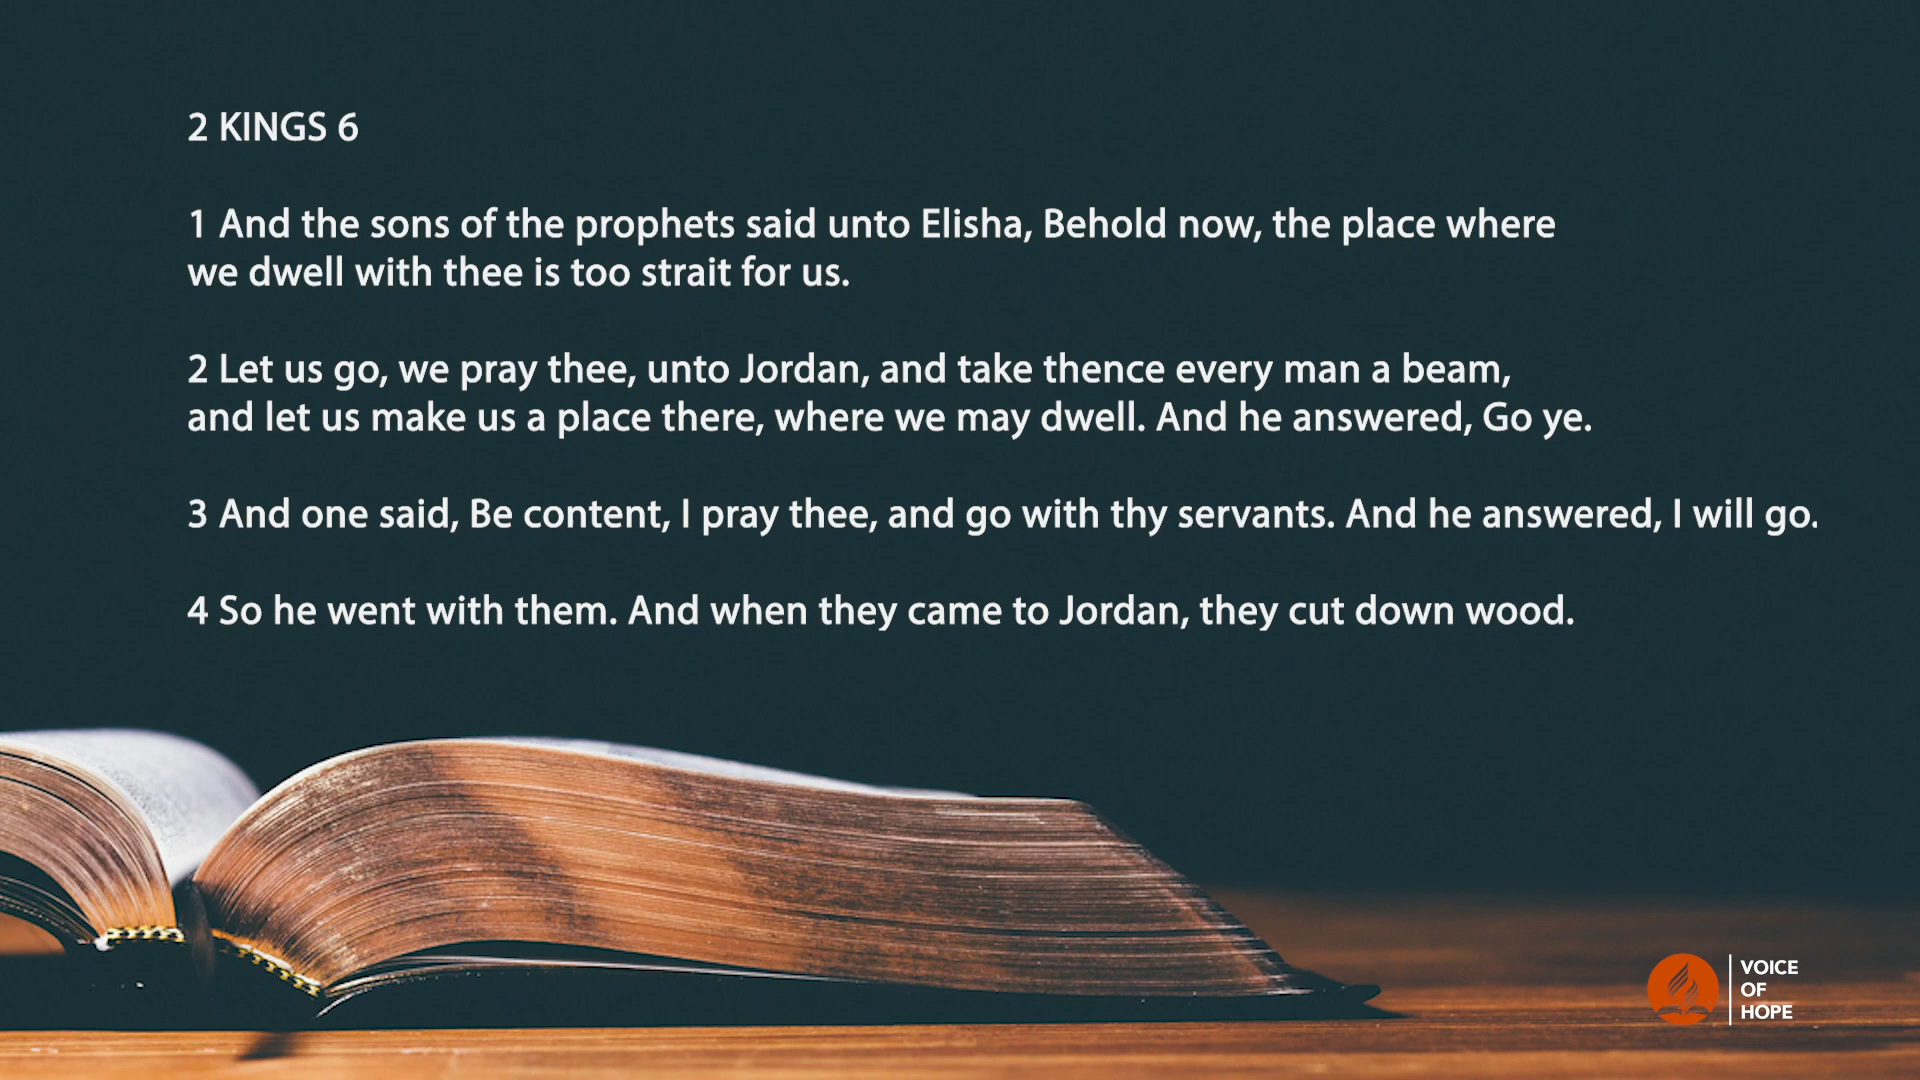 2 KINGS 6
1 And the sons of the prophets said unto Elisha, Behold now, the place where
we dwell with thee is too strait for us.
2 Let us go, we pray thee, unto Jordan, and take thence every man a beam,
and let us make us a place there, where we may dwell. And he answered, Go ye.
3 And one said, Be content, I pray thee, and go with thy servants. And he answered, I will go.
4 So he went with them. And when they came to Jordan, they cut down wood.
VOICE
OF
HOPE